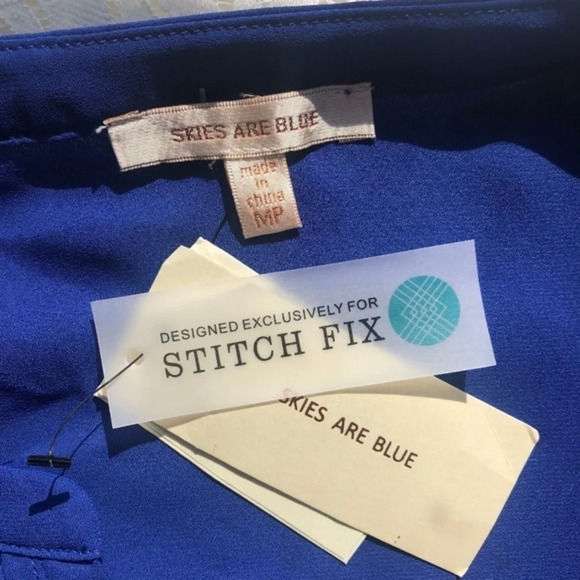 SKIES ARE BLUE
made
in
china
MP
DESIGNED EXCLUSIVELY FOR
STITCH FIX
SKIES ARE BLUE